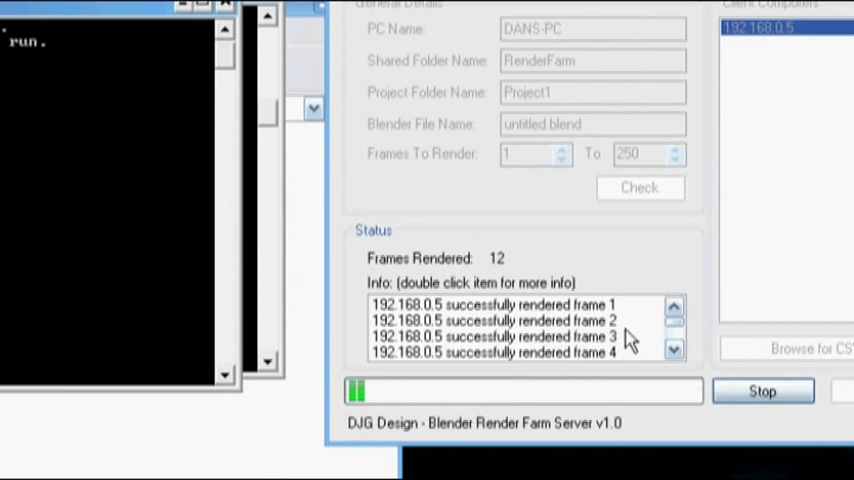 run.
General Details
PC Name: DANS-PC
Shared Folder Name: RenderFarm
Project Folder Name: Project1
Blender File Name: untitled.blend
Frames To Render: 1 To 250
Check
Client Computers
192.168.0.5
Status
Frames Rendered: 12
Info: (double click item for more info)
192.168.0.5 successfully rendered frame 1
192.168.0.5 successfully rendered frame 2
192.168.0.5 successfully rendered frame 3
192.168.0.5 successfully rendered frame 4
Browse for CS
Stop
DJG Design - Blender Render Farm Server v1.0